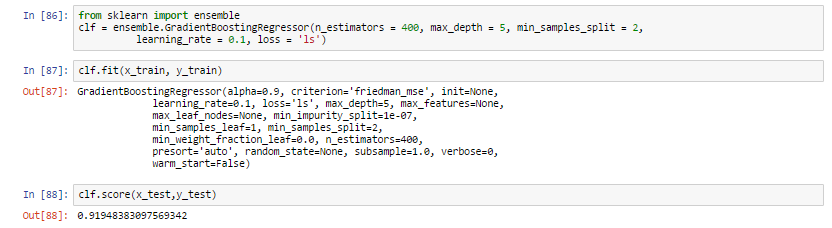 In [86]: from sklearn import ensemble
clf = ensemble.GradientBoostingRegressor(n_estimators = 400, max_depth = 5, min_samples_split = 2,
learning_rate = 0.1, loss = 'ls')
In [87]: clf.fit(x_train, y_train)
Out[87]: GradientBoostingRegressor(alpha=0.9, criterion='friedman_mse', init=None,
learning_rate=0.1, loss='ls', max_depth=5, max_features=None,
max_leaf_nodes=None, min_impurity_split=1e-07,
min_samples_leaf=1, min_samples_split=2,
min_weight_fraction_leaf=0.0, n_estimators=400,
presort='auto', random_state=None, subsample=1.0, verbose=0,
warm_start=False)
In [88]: clf.score(x_test,y_test)
Out[88]: 0.91948383097569342